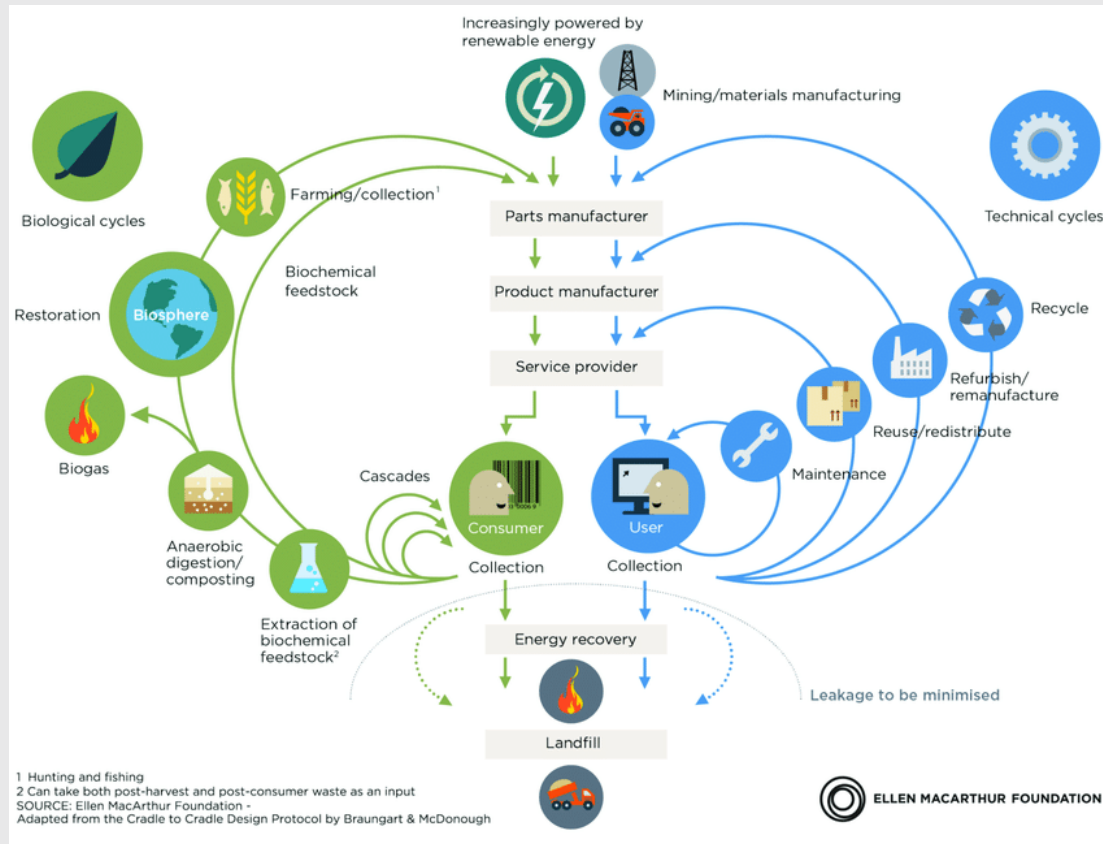 Increasingly powered by
renewable energy
Mining/materials manufacturing
Biological cycles
Farming/collection¹
Technical cycles
Parts manufacturer
Biochemical
feedstock
Product manufacturer
Restoration
Biosphere
Recycle
Service provider
Refurbish/
remanufacture
Biogas
Reuse/redistribute
Cascades
Maintenance
Consumer
User
Anaerobic
digestion/
composting
Collection
Collection
Extraction of
biochemical
feedstock²
Energy recovery
Leakage to be minimised
Landfill
1 Hunting and fishing
2 Can take both post-harvest and post-consumer waste as an input
SOURCE: Ellen MacArthur Foundation -
Adapted from the Cradle to Cradle Design Protocol by Braungart & McDonough
ELLEN MACARTHUR FOUNDATION